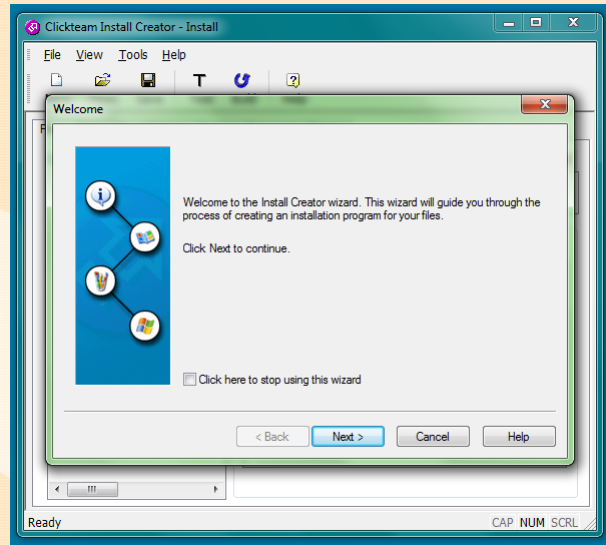 Clickteam Install Creator - Install
File View Tools Help
T
Welcome
Welcome to the Install Creator wizard. This wizard will guide you through the
process of creating an installation program for your files.
Click Next to continue.
Click here to stop using this wizard
< Back Next > Cancel Help
Ready CAP NUM SCRL